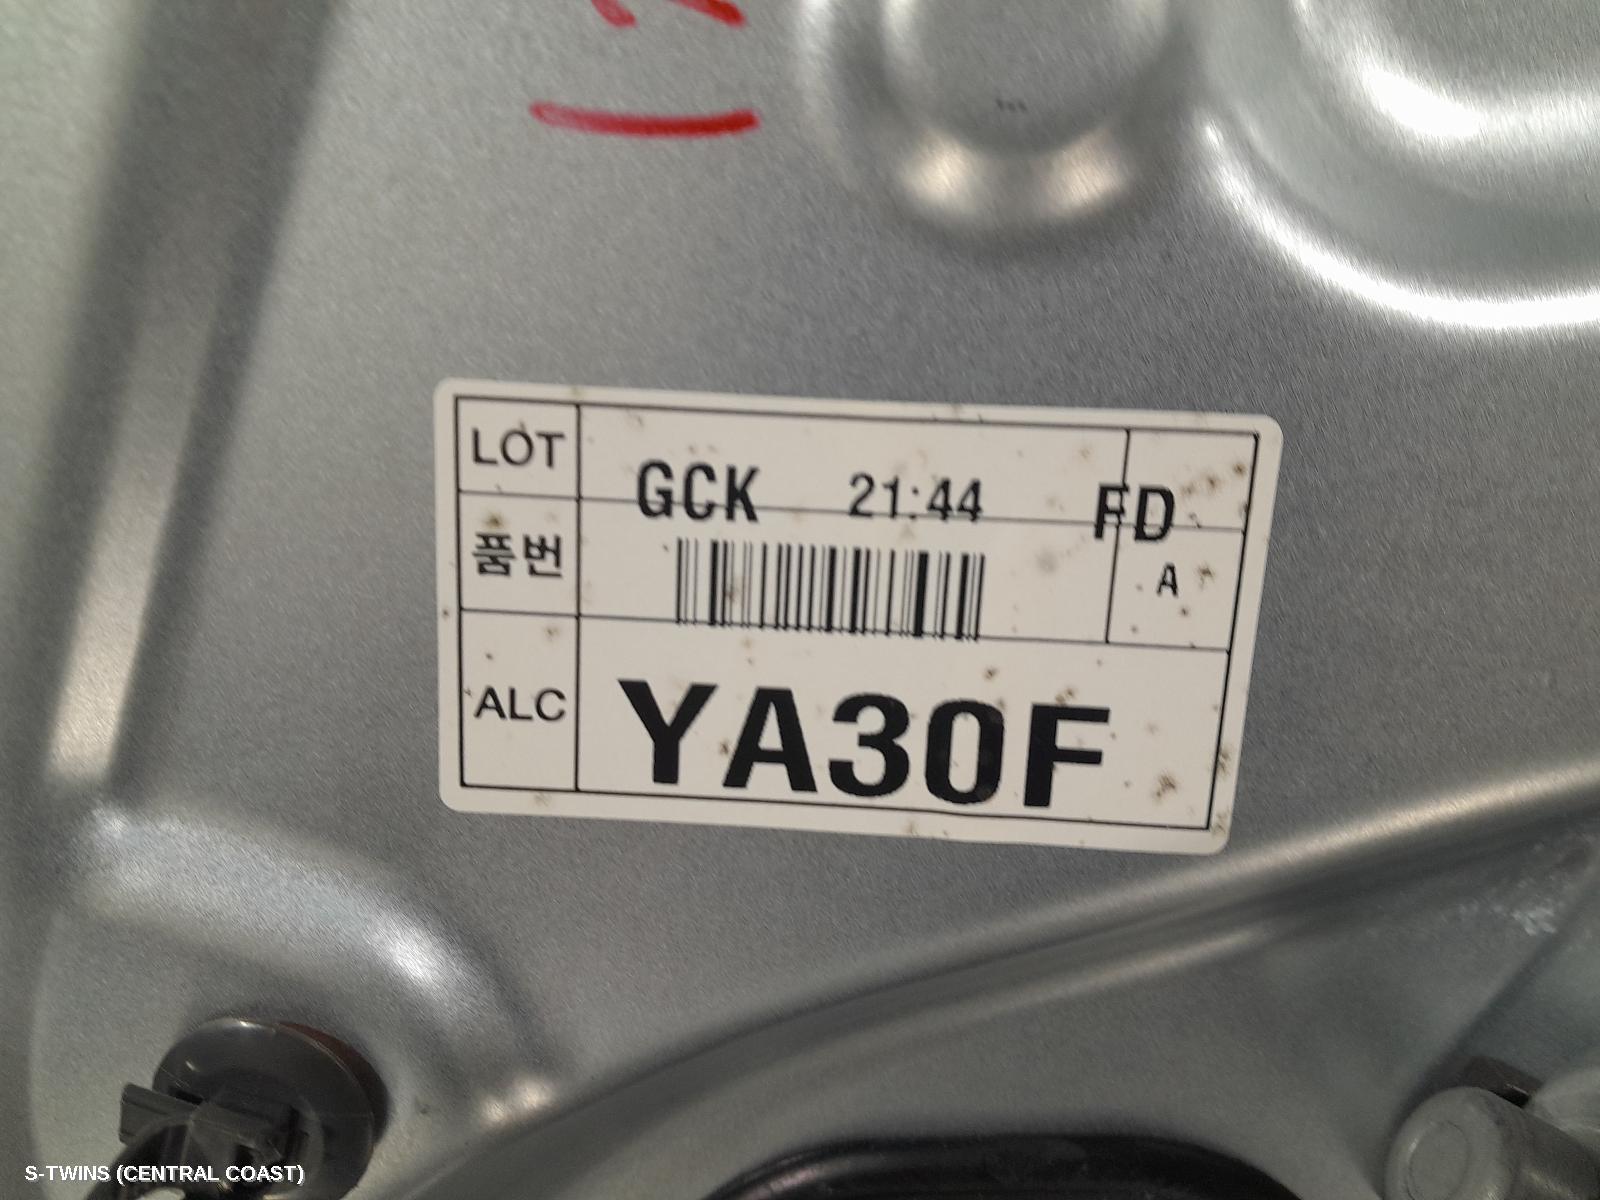 LOT GCK 21:44 FD
품번 A
ALC YA30F
S-TWINS (CENTRAL COAST)